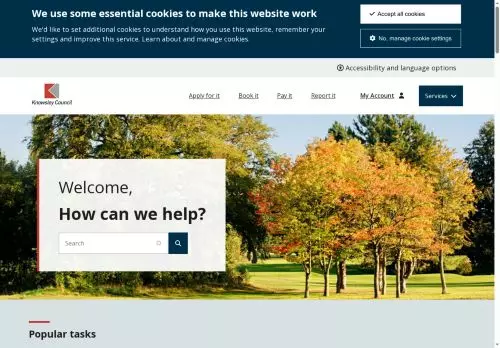 We use some essential cookies to make this website work
We'd like to set additional cookies to understand how you use this website, remember your
settings and improve this service. Learn about and manage cookies.
Accept all cookies
No, manage cookie settings
Accessibility and language options
Knowsley Council
Apply for it
Book it
Pay it
Report it
My Account
Services
Welcome,
How can we help?
Search
Popular tasks